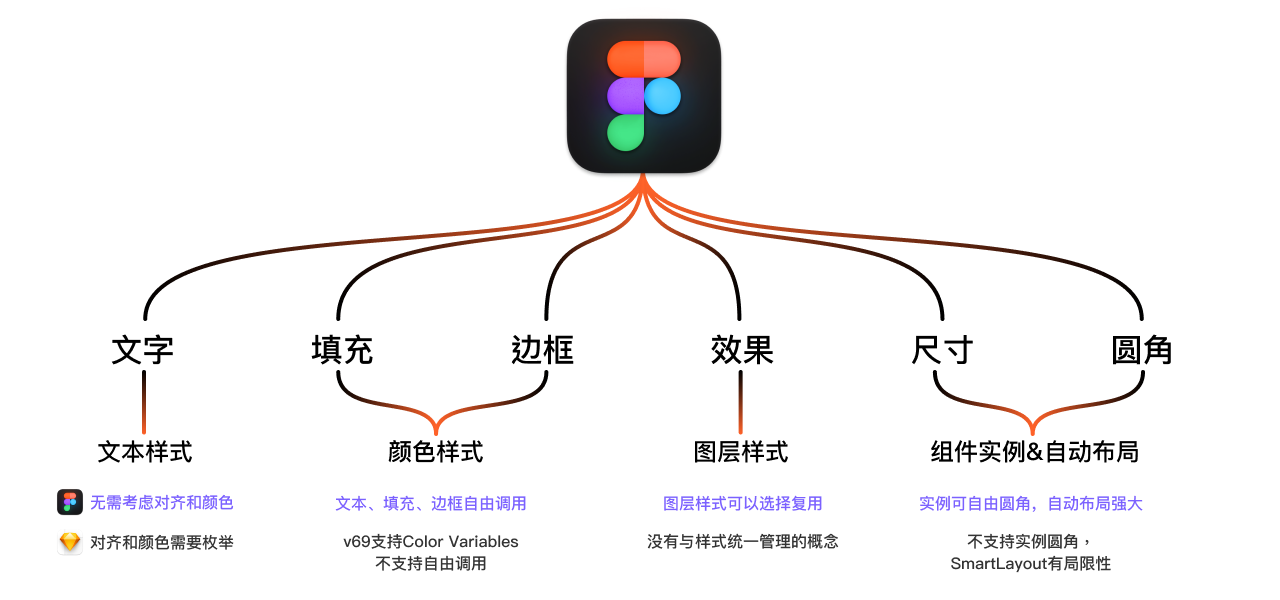 文字
填充
边框
效果
尺寸
圆角
文本样式
颜色样式
图层样式
组件实例&自动布局
无需考虑对齐和颜色
文本、填充、边框自由调用
图层样式可以选择复用
实例可自由圆角，自动布局强大
对齐和颜色需要枚举
v69支持Color Variables
不支持自由调用
没有与样式统一管理的概念
不支持实例圆角，
SmartLayout有局限性